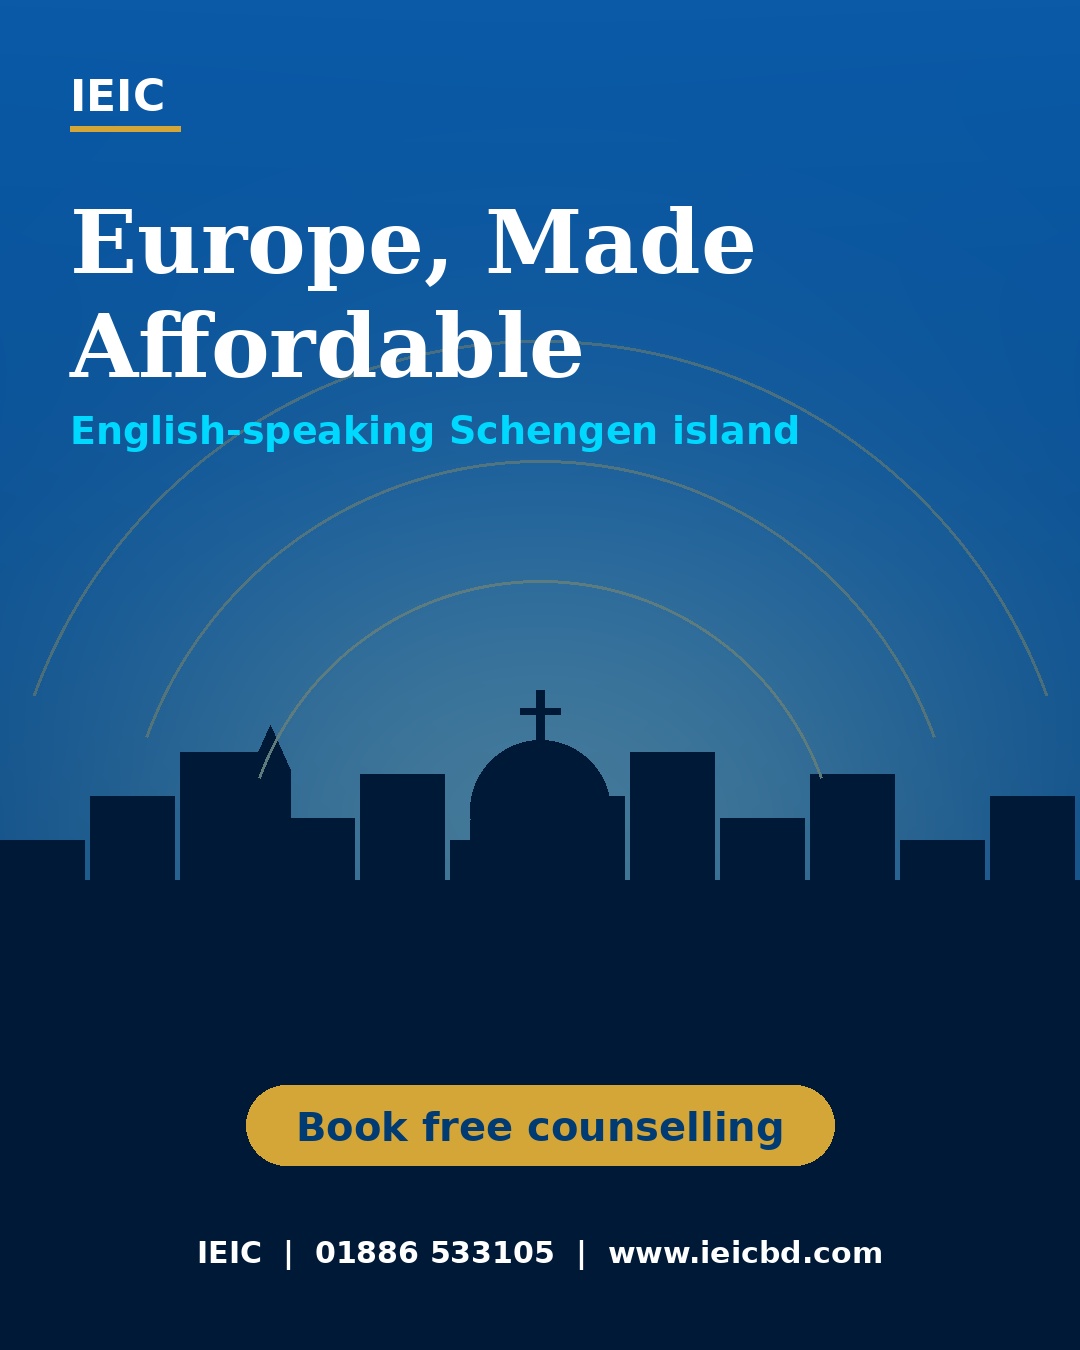 IEIC
Europe, Made
Affordable
English-speaking Schengen island
Book free counselling
IEIC | 01886 533105 | www.ieicbd.com